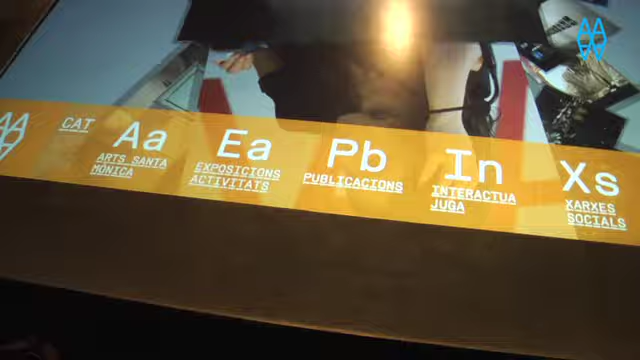 CAT
Aa
ARTS SANTA
MÒNICA
Ea
EXPOSICIONS
ACTIVITATS
Pb
PUBLICACIONS
In
INTERACTUA
JUGA
Xs
XARXES
SOCIALS